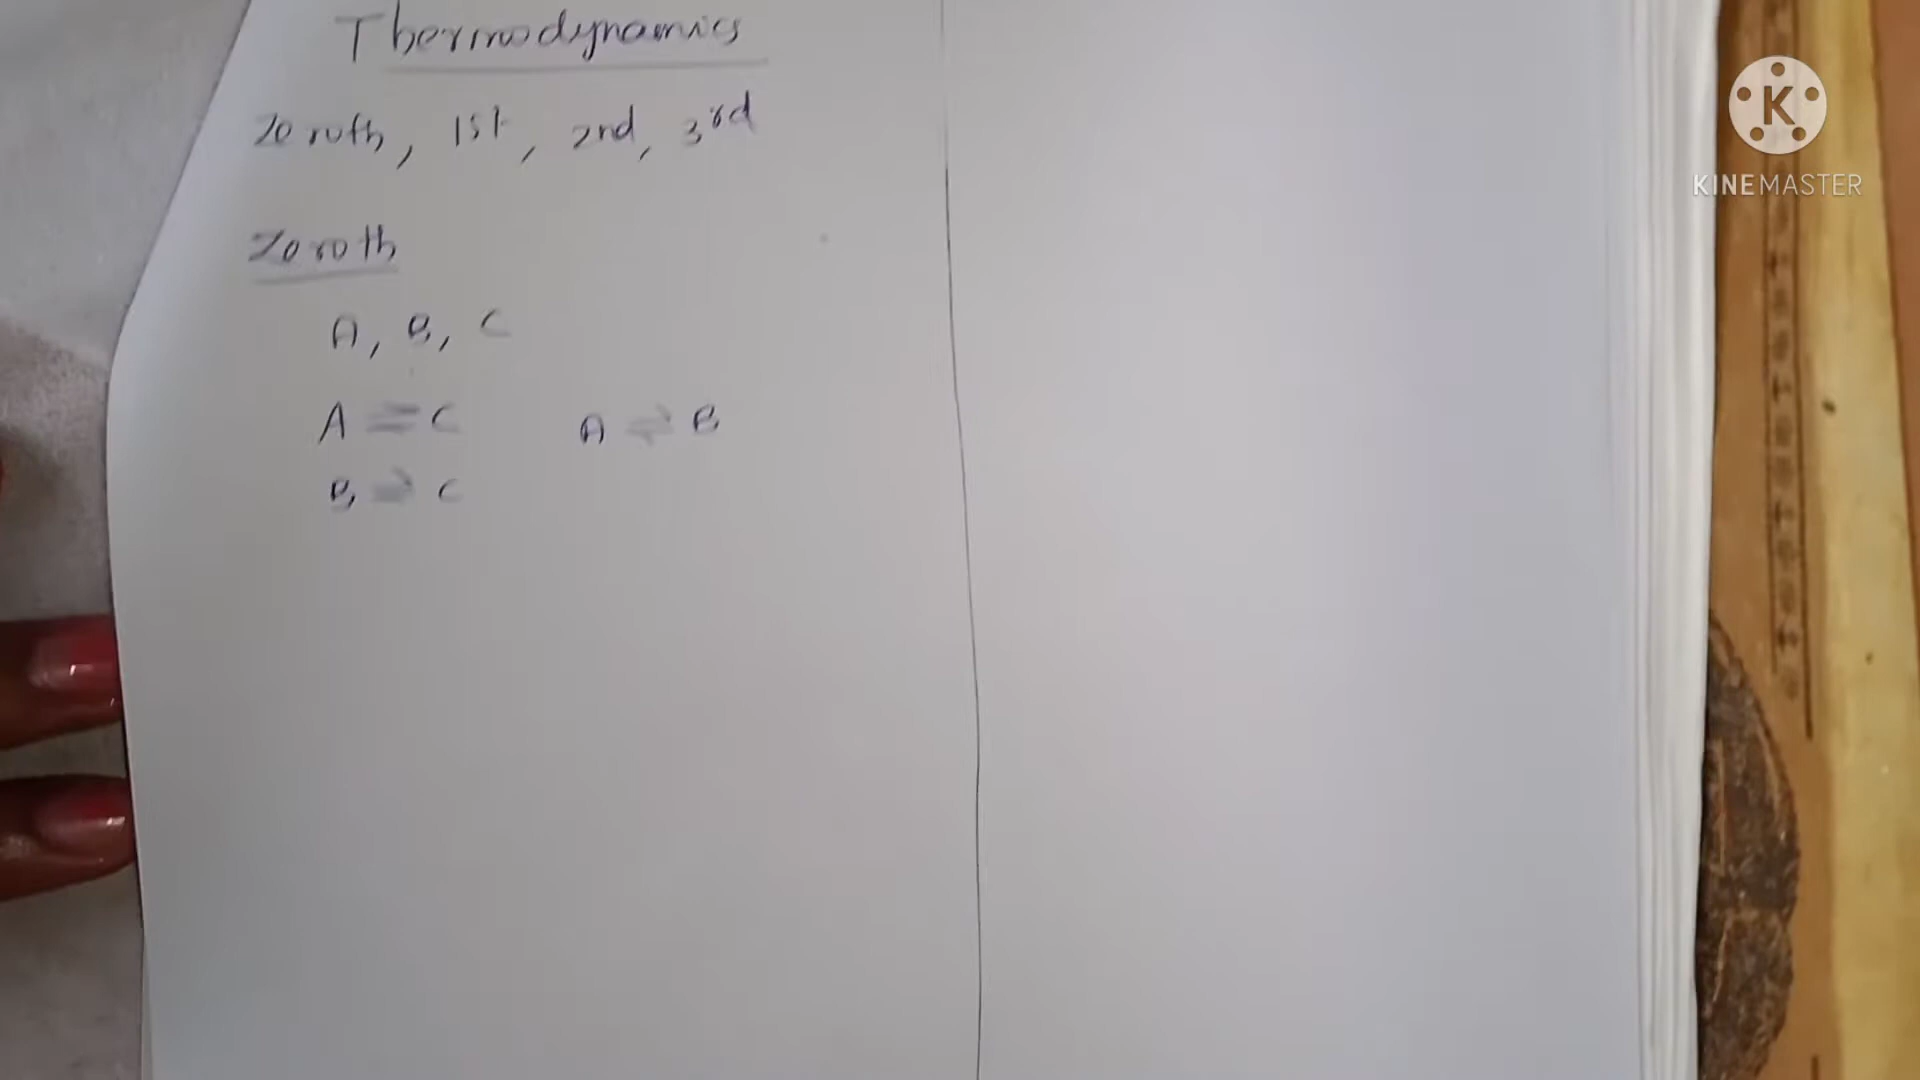 Thermodynamics
Zeroth, 1st, 2nd, 3rd
Zeroth
A, B, C
A ⇌ C A ⇌ B
B ⇌ C
K
KINEMASTER